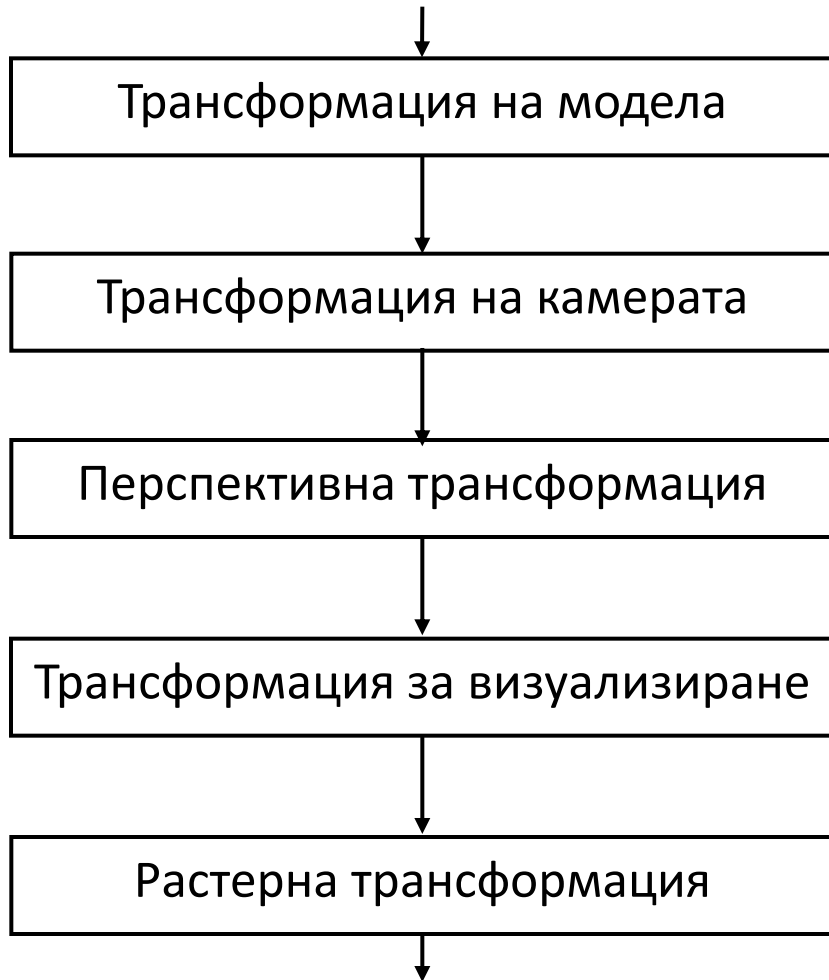 Трансформация на модела
Трансформация на камерата
Перспективна трансформация
Трансформация за визуализиране
Растерна трансформация